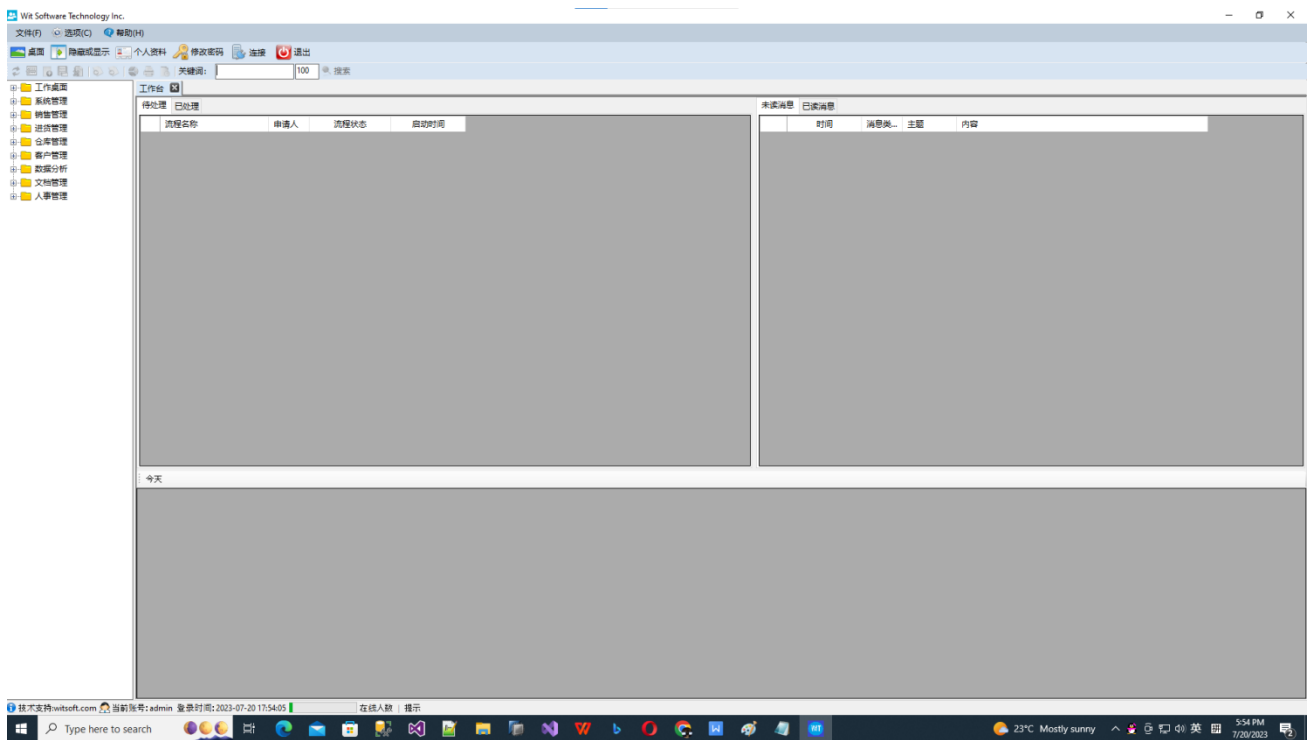 Wit Software Technology Inc.
文件(F) 选项(C) 帮助(H)
桌面 隐藏或显示 个人资料 修改密码 连接 退出
关键词: 100 搜索
工作桌面
系统管理
销售管理
进货管理
仓库管理
客户管理
数据分析
文档管理
人事管理
工作台
待处理 已处理
流程名称 申请人 流程状态 启动时间
未读消息 已读消息
时间 消息类... 主题 内容
今天
技术支持:witsoft.com 当前账号: admin 登录时间: 2023-07-20 17:54:05 在线人数 提示
Type here to search
23°C Mostly sunny 英
5:54 PM
7/20/2023